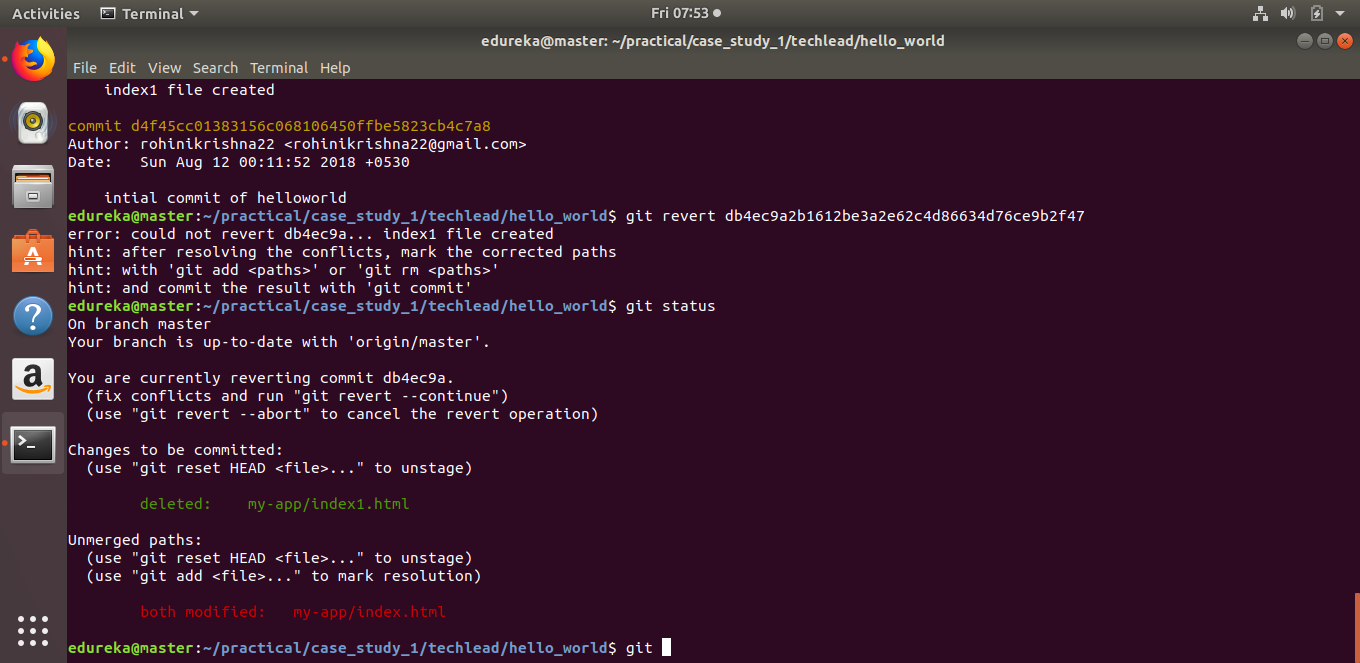 Activities Terminal Fri 07:53
edureka@master: ~/practical/case_study_1/techlead/hello_world
File Edit View Search Terminal Help
index1 file created
commit d4f45cc01383156c068106450ffbe5823cb4c7a8
Author: rohinikrishna22 <rohinikrishna22@gmail.com>
Date:   Sun Aug 12 00:11:52 2018 +0530
intial commit of helloworld
edureka@master:~/practical/case_study_1/techlead/hello_world$ git revert db4ec9a2b1612be3a2e62c4d86634d76ce9b2f47
error: could not revert db4ec9a... index1 file created
hint: after resolving the conflicts, mark the corrected paths
hint: with 'git add <paths>' or 'git rm <paths>'
hint: and commit the result with 'git commit'
edureka@master:~/practical/case_study_1/techlead/hello_world$ git status
On branch master
Your branch is up-to-date with 'origin/master'.
You are currently reverting commit db4ec9a.
(fix conflicts and run "git revert --continue")
(use "git revert --abort" to cancel the revert operation)
Changes to be committed:
(use "git reset HEAD <file>..." to unstage)
deleted:    my-app/index1.html
Unmerged paths:
(use "git reset HEAD <file>..." to unstage)
(use "git add <file>..." to mark resolution)
both modified:   my-app/index.html
edureka@master:~/practical/case_study_1/techlead/hello_world$ git